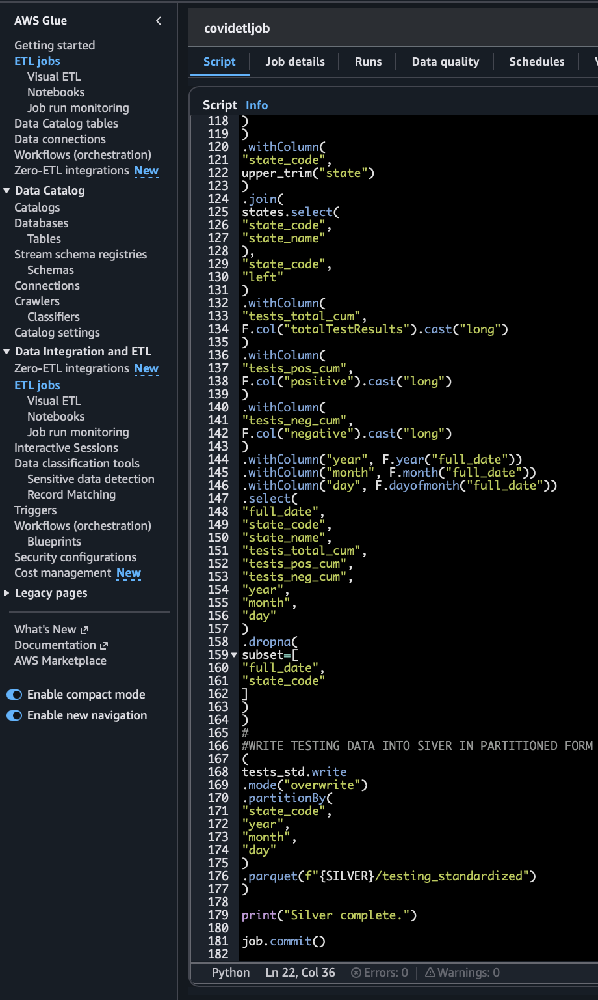 AWS Glue
Getting started
ETL jobs
Visual ETL
Notebooks
Job run monitoring
Data Catalog tables
Data connections
Workflows (orchestration)
Zero-ETL integrations New
Data Catalog
Catalogs
Databases
Tables
Stream schema registries
Schemas
Connections
Crawlers
Classifiers
Catalog settings
Data Integration and ETL
Zero-ETL integrations New
ETL jobs
Visual ETL
Notebooks
Job run monitoring
Interactive Sessions
Data classification tools
Sensitive data detection
Record Matching
Triggers
Workflows (orchestration)
Blueprints
Security configurations
Cost management New
Legacy pages
What's New
Documentation
AWS Marketplace
Enable compact mode
Enable new navigation
covidetljob
Script Job details Runs Data quality Schedules
Script Info
118 )
119 )
120 .withColumn(
121 "state_code",
122 upper_trim("state")
123 )
124 .join(
125 states.select(
126 "state_code",
127 "state_name"
128 ),
129 "state_code",
130 "left"
131 )
132 .withColumn(
133 "tests_total_cum",
134 F.col("totalTestResults").cast("long")
135 )
136 .withColumn(
137 "tests_pos_cum",
138 F.col("positive").cast("long")
139 )
140 .withColumn(
141 "tests_neg_cum",
142 F.col("negative").cast("long")
143 )
144 .withColumn("year", F.year("full_date"))
145 .withColumn("month", F.month("full_date"))
146 .withColumn("day", F.dayofmonth("full_date"))
147 .select(
148 "full_date",
149 "state_code",
150 "state_name",
151 "tests_total_cum",
152 "tests_pos_cum",
153 "tests_neg_cum",
154 "year",
155 "month",
156 "day"
157 )
158 .dropna(
159 subset=[
160 "full_date",
161 "state_code"
162 ]
163 )
164 )
165 #
166 #WRITE TESTING DATA INTO SIVER IN PARTITIONED FORM
167 (
168 tests_std.write
169 .mode("overwrite")
170 .partitionBy(
171 "state_code",
172 "year",
173 "month",
174 "day"
175 )
176 .parquet(f"{SILVER}/testing_standardized")
177 )
178
179 print("Silver complete.")
180
181 job.commit()
182
Python Ln 22, Col 36 Errors: 0 Warnings: 0